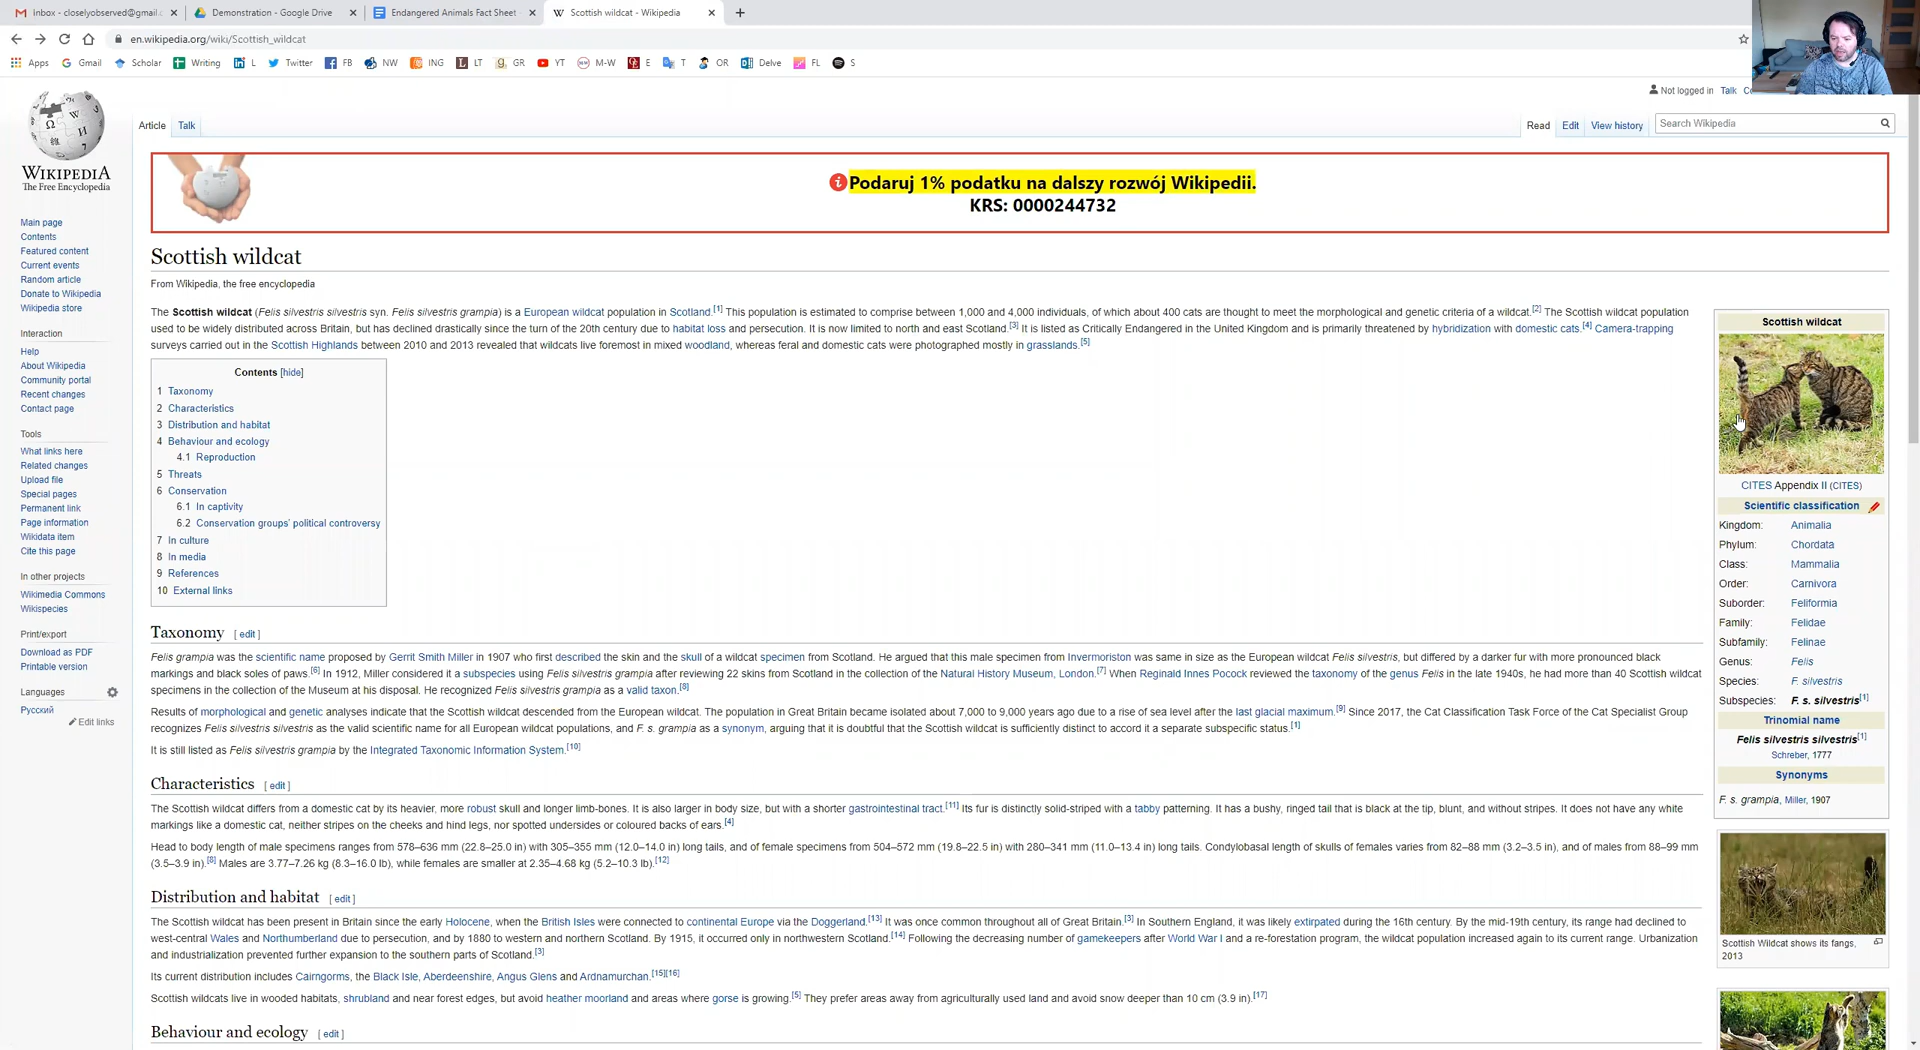 Inbox - closelyobserved@gmail.c
Demonstration - Google Drive
Endangered Animals Fact Sheet
Scottish wildcat - Wikipedia
en.wikipedia.org/wiki/Scottish_wildcat
Apps Gmail Scholar Writing L Twitter FB NW ING LT GR YT M-W E T OR Delve FL S
Not logged in Talk
Article Talk
Read Edit View history Search Wikipedia
WIKIPEDIA
The Free Encyclopedia
Podaruj 1% podatku na dalszy rozwój Wikipedii.
KRS: 0000244732
Main page
Contents
Featured content
Current events
Random article
Donate to Wikipedia
Wikipedia store
Interaction
Help
About Wikipedia
Community portal
Recent changes
Contact page
Tools
What links here
Related changes
Upload file
Special pages
Permanent link
Page information
Wikidata item
Cite this page
In other projects
Wikimedia Commons
Wikispecies
Print/export
Download as PDF
Printable version
Languages
Русский
Edit links
Scottish wildcat
From Wikipedia, the free encyclopedia
The Scottish wildcat (Felis silvestris silvestris syn. Felis silvestris grampia) is a European wildcat population in Scotland.[1] This population is estimated to comprise between 1,000 and 4,000 individuals, of which about 400 cats are thought to meet the morphological and genetic criteria of a wildcat.[2] The Scottish wildcat population
used to be widely distributed across Britain, but has declined drastically since the turn of the 20th century due to habitat loss and persecution. It is now limited to north and east Scotland.[3] It is listed as Critically Endangered in the United Kingdom and is primarily threatened by hybridization with domestic cats.[4] Camera-trapping
surveys carried out in the Scottish Highlands between 2010 and 2013 revealed that wildcats live foremost in mixed woodland, whereas feral and domestic cats were photographed mostly in grasslands.[5]
Contents [hide]
1 Taxonomy
2 Characteristics
3 Distribution and habitat
4 Behaviour and ecology
4.1 Reproduction
5 Threats
6 Conservation
6.1 In captivity
6.2 Conservation groups' political controversy
7 In culture
8 In media
9 References
10 External links
Taxonomy [ edit ]
Felis grampia was the scientific name proposed by Gerrit Smith Miller in 1907 who first described the skin and the skull of a wildcat specimen from Scotland. He argued that this male specimen from Invermoriston was same in size as the European wildcat Felis silvestris, but differed by a darker fur with more pronounced black
markings and black soles of paws.[6] In 1912, Miller considered it a subspecies using Felis silvestris grampia after reviewing 22 skins from Scotland in the collection of the Natural History Museum, London.[7] When Reginald Innes Pocock reviewed the taxonomy of the genus Felis in the late 1940s, he had more than 40 Scottish wildcat
specimens in the collection of the Museum at his disposal. He recognized Felis silvestris grampia as a valid taxon.[8]
Results of morphological and genetic analyses indicate that the Scottish wildcat descended from the European wildcat. The population in Great Britain became isolated about 7,000 to 9,000 years ago due to a rise of sea level after the last glacial maximum.[9] Since 2017, the Cat Classification Task Force of the Cat Specialist Group
recognizes Felis silvestris silvestris as the valid scientific name for all European wildcat populations, and F. s. grampia as a synonym, arguing that it is doubtful that the Scottish wildcat is sufficiently distinct to accord it a separate subspecific status.[1]
It is still listed as Felis silvestris grampia by the Integrated Taxonomic Information System.[10]
Characteristics [ edit ]
The Scottish wildcat differs from a domestic cat by its heavier, more robust skull and longer limb-bones. It is also larger in body size, but with a shorter gastrointestinal tract.[11] Its fur is distinctly solid-striped with a tabby patterning. It has a bushy, ringed tail that is black at the tip, blunt, and without stripes. It does not have any white
markings like a domestic cat, neither stripes on the cheeks and hind legs, nor spotted undersides or coloured backs of ears.[4]
Head to body length of male specimens ranges from 578–636 mm (22.8–25.0 in) with 305–355 mm (12.0–14.0 in) long tails, and of female specimens from 504–572 mm (19.8–22.5 in) with 280–341 mm (11.0–13.4 in) long tails. Condylobasal length of skulls of females varies from 82–88 mm (3.2–3.5 in), and of males from 88–99 mm
(3.5–3.9 in).[8] Males are 3.77–7.26 kg (8.3–16.0 lb), while females are smaller at 2.35–4.68 kg (5.2–10.3 lb).[12]
Distribution and habitat [ edit ]
The Scottish wildcat has been present in Britain since the early Holocene, when the British Isles were connected to continental Europe via the Doggerland.[13] It was once common throughout all of Great Britain.[3] In Southern England, it was likely extirpated during the 16th century. By the mid-19th century, its range had declined to
west-central Wales and Northumberland due to persecution, and by 1880 to western and northern Scotland. By 1915, it occurred only in northwestern Scotland.[14] Following the decreasing number of gamekeepers after World War I and a re-forestation program, the wildcat population increased again to its current range. Urbanization
and industrialization prevented further expansion to the southern parts of Scotland.[3]
Its current distribution includes Cairngorms, the Black Isle, Aberdeenshire, Angus Glens and Ardnamurchan.[15][16]
Scottish wildcats live in wooded habitats, shrubland and near forest edges, but avoid heather moorland and areas where gorse is growing.[5] They prefer areas away from agriculturally used land and avoid snow deeper than 10 cm (3.9 in).[17]
Behaviour and ecology [ edit ]
Scottish wildcat
CITES Appendix II (CITES)
Scientific classification
Kingdom: Animalia
Phylum: Chordata
Class: Mammalia
Order: Carnivora
Suborder: Feliformia
Family: Felidae
Subfamily: Felinae
Genus: Felis
Species: F. silvestris
Subspecies: F. s. silvestris[1]
Trinomial name
Felis silvestris silvestris[1]
Schreber, 1777
Synonyms
F. s. grampia, Miller, 1907
Scottish Wildcat shows its fangs,
2013